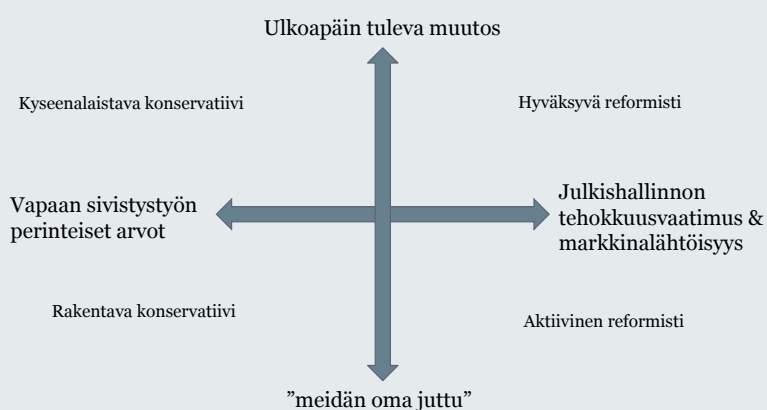 Ulkoapäin tuleva muutos
Kyseenalaistava konservatiivi
Hyväksyvä reformisti
Vapaan sivistystyön
perinteiset arvot
Julkishallinnon
tehokkuusvaatimus &
markkinalähtöisyys
Rakentava konservatiivi
Aktiivinen reformisti
”meidän oma juttu”